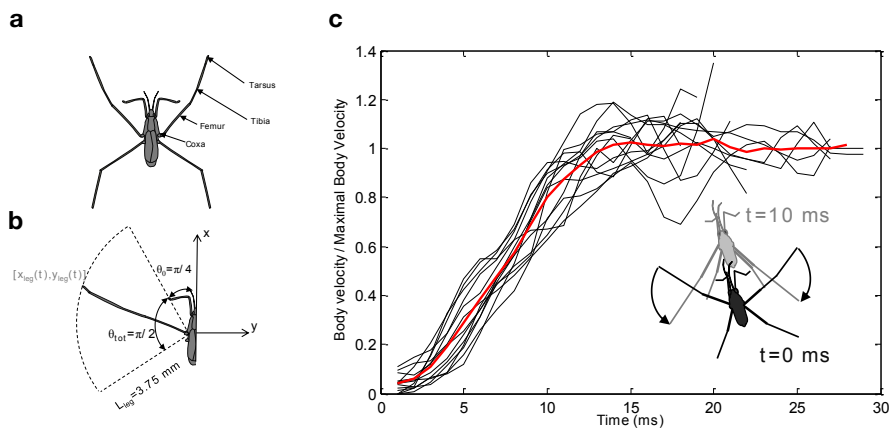 a
Tarsus
Tibia
Femur
Coxa
b
x
[x_leg(t),y_leg(t)]
θ_0=π/ 4
y
θ_tot=π/ 2
L_leg=3.75 mm
c
Body velocity / Maximal Body Velocity
1.4
1.2
1
0.8
0.6
0.4
0.2
0
0
5
10
15
20
25
30
Time (ms)
t=10 ms
t=0 ms